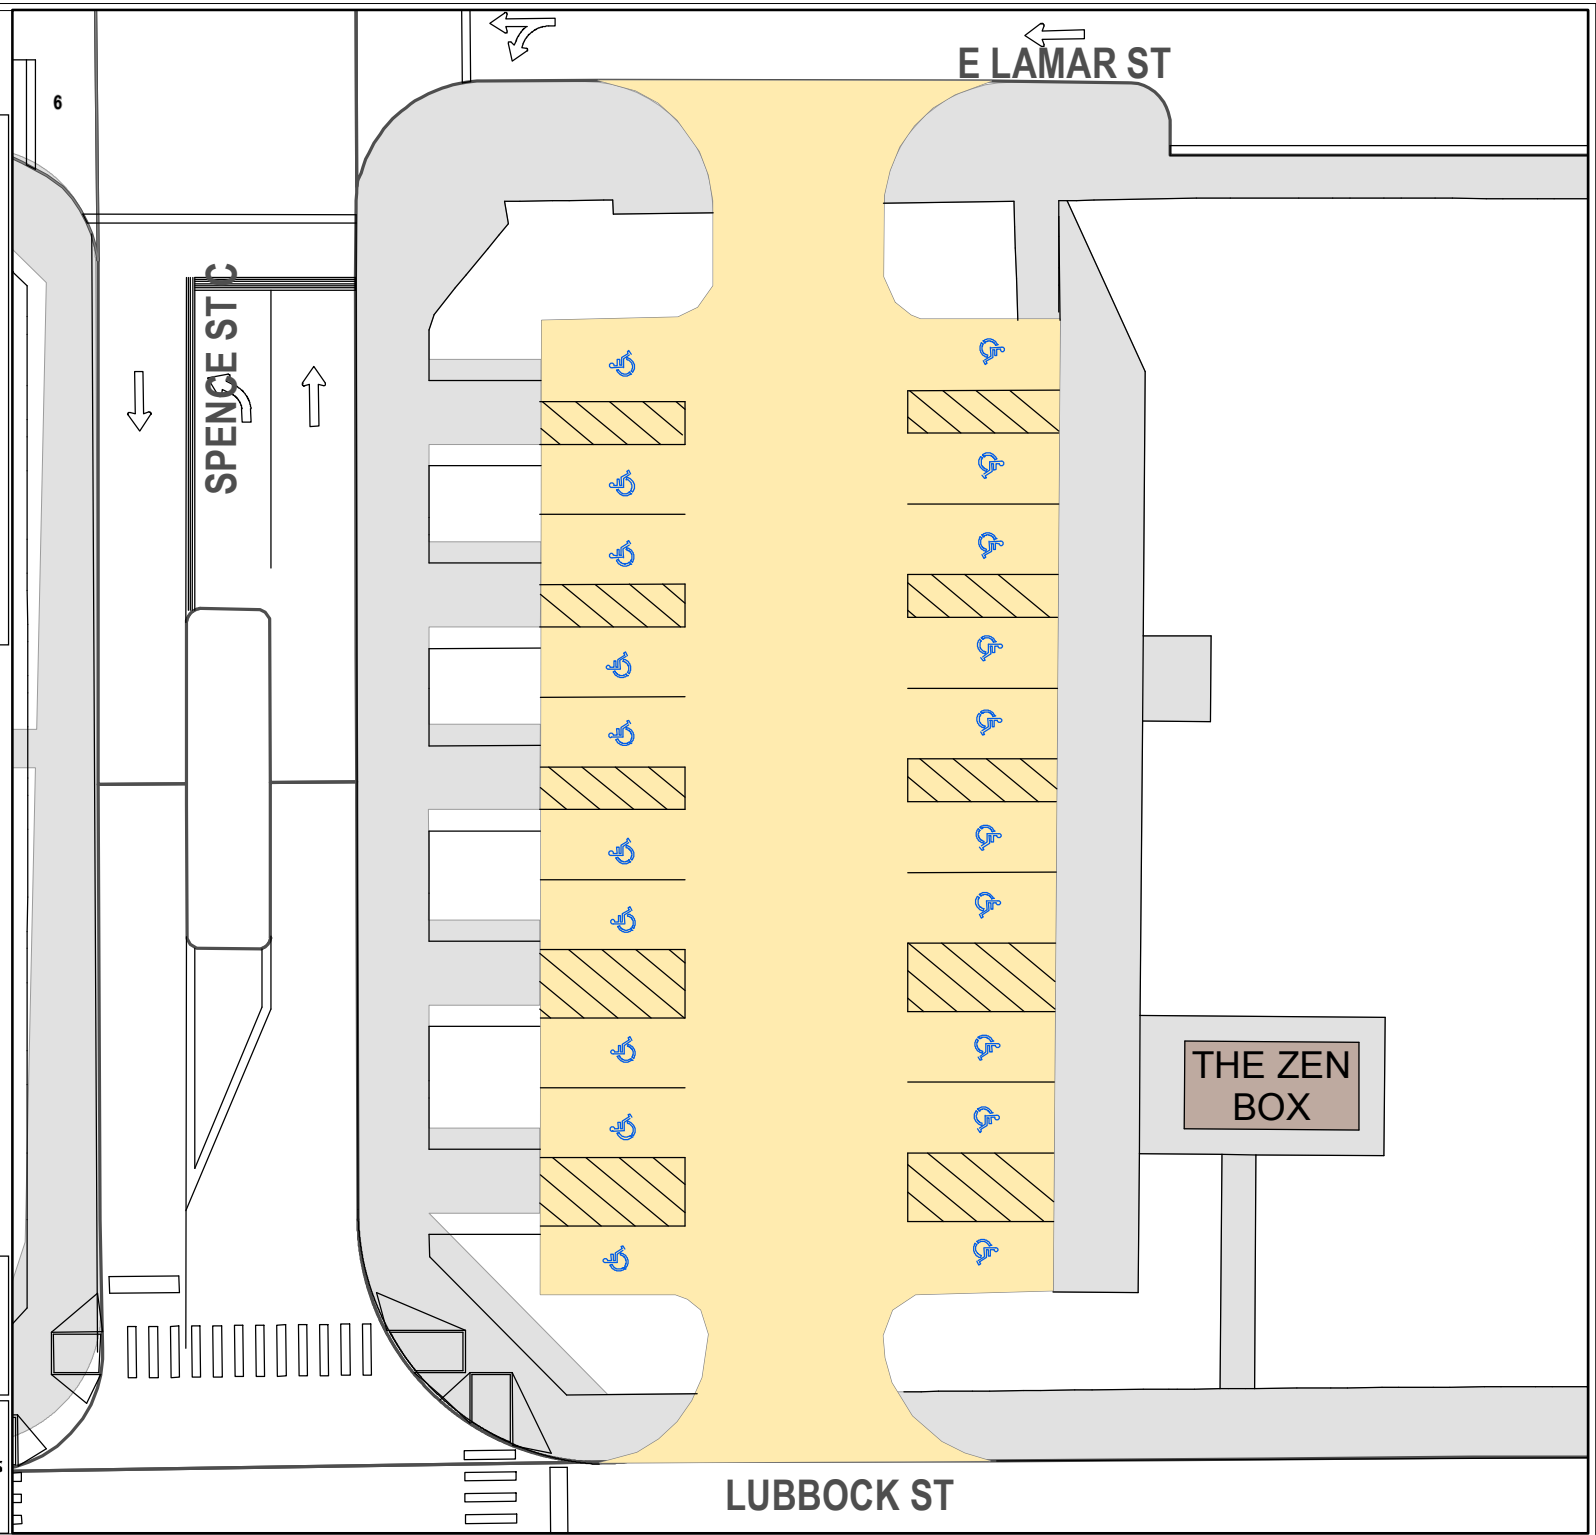 E LAMAR ST
6
SPENCE ST C
THE ZEN
BOX
LUBBOCK ST